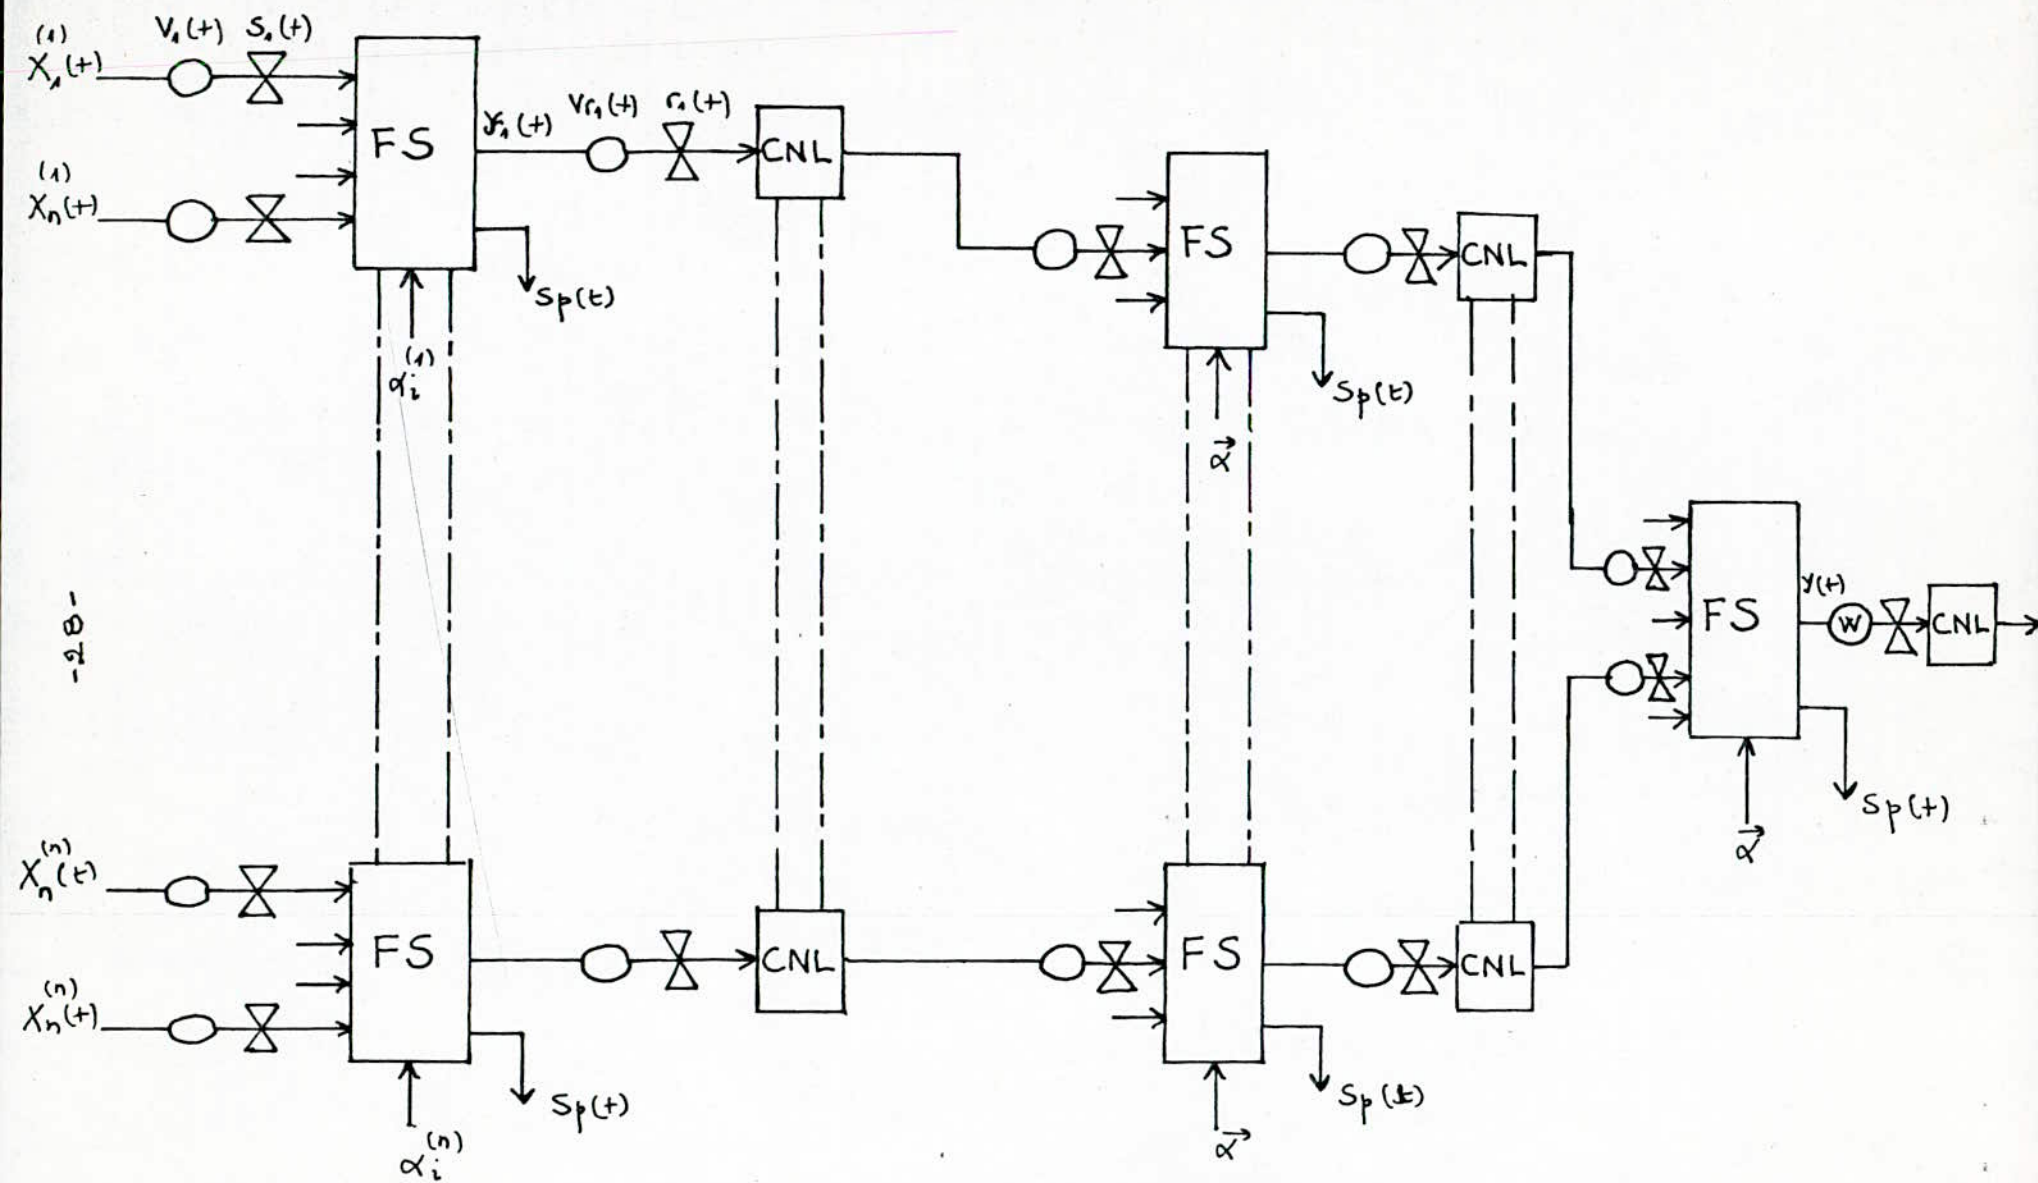 V₁(t) S₁(t)
X₁⁽¹⁾(t)
FS
y₁(t)
Vr₁(t) r₁(t)
CNL
Xₙ⁽¹⁾(t)
Sp(t)
αᵢ⁽¹⁾
FS
CNL
Sp(t)
α⃗
FS
y(t)
W
CNL
Sp(t)
α⃗
-28-
Xₙ⁽ⁿ⁾(t)
FS
CNL
FS
CNL
Xₙ⁽ⁿ⁾(t)
Sp(t)
αᵢ⁽ⁿ⁾
Sp(t)
α⃗